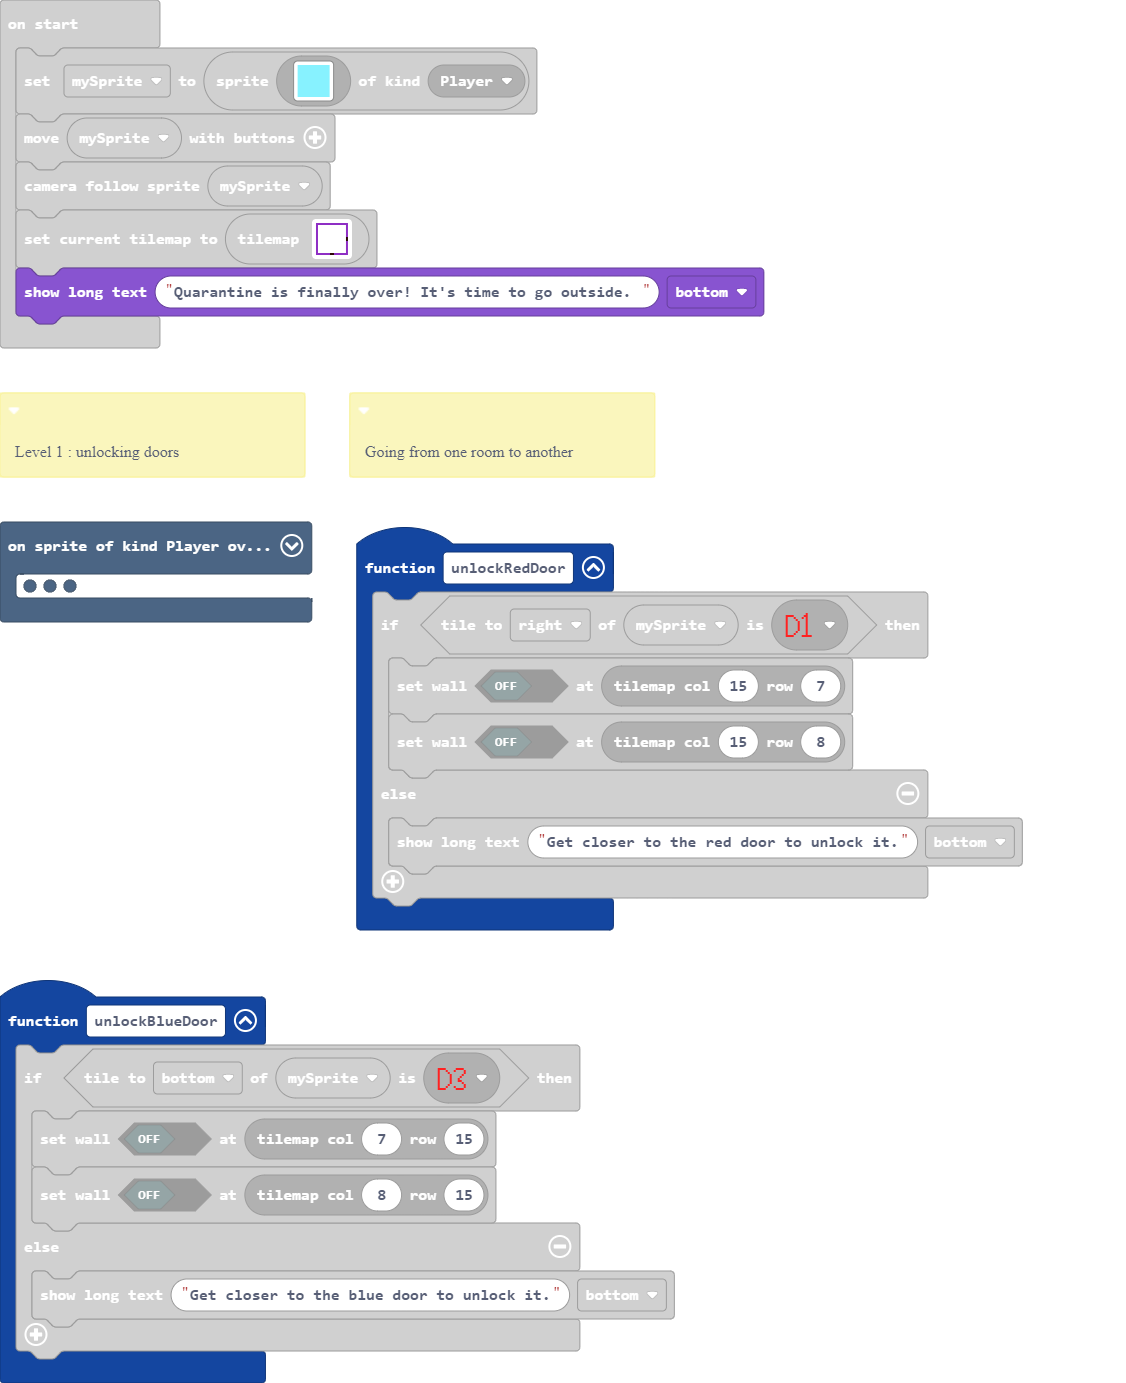 on start
set mySprite to sprite of kind Player
move mySprite with buttons
camera follow sprite mySprite
set current tilemap to tilemap
show long text "Quarantine is finally over! It's time to go outside. " bottom
Level 1 : unlocking doors
Going from one room to another
on sprite of kind Player ov...
function unlockRedDoor
if tile to right of mySprite is D1 then
set wall OFF at tilemap col 15 row 7
set wall OFF at tilemap col 15 row 8
else
show long text "Get closer to the red door to unlock it." bottom
function unlockBlueDoor
if tile to bottom of mySprite is D3 then
set wall OFF at tilemap col 7 row 15
set wall OFF at tilemap col 8 row 15
else
show long text "Get closer to the blue door to unlock it." bottom